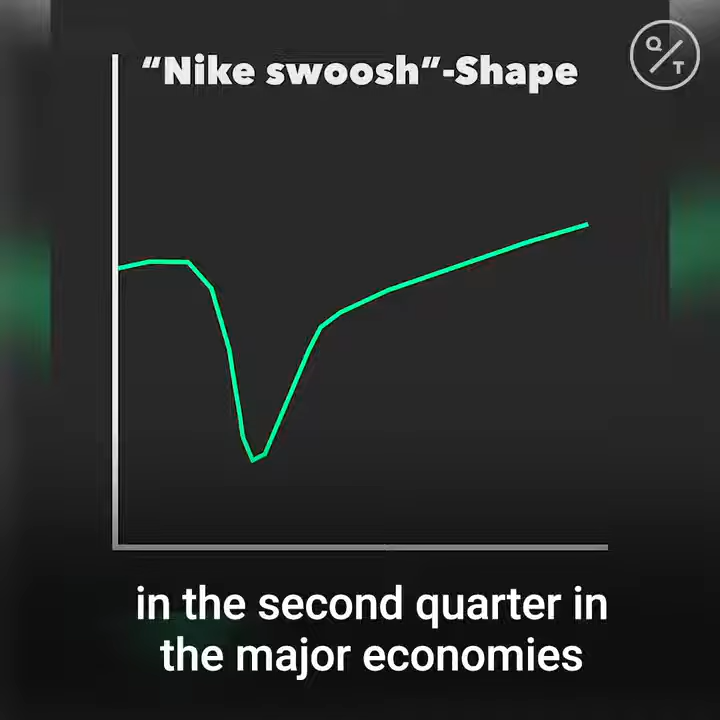 “Nike swoosh”-Shape
Q/T
in the second quarter in
the major economies